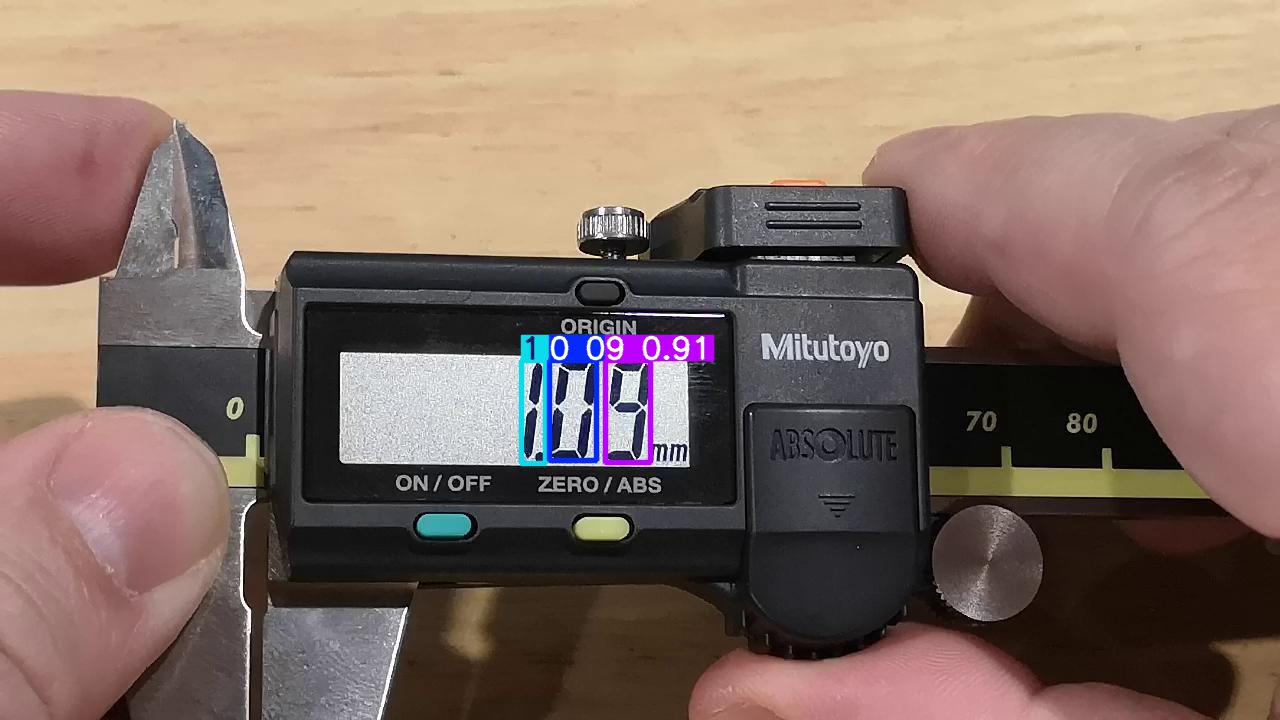 ORIGIN
1 0 09 0.91
Mitutoyo
0
1.09 mm
70 80
ABSOLUTE
ON / OFF ZERO / ABS